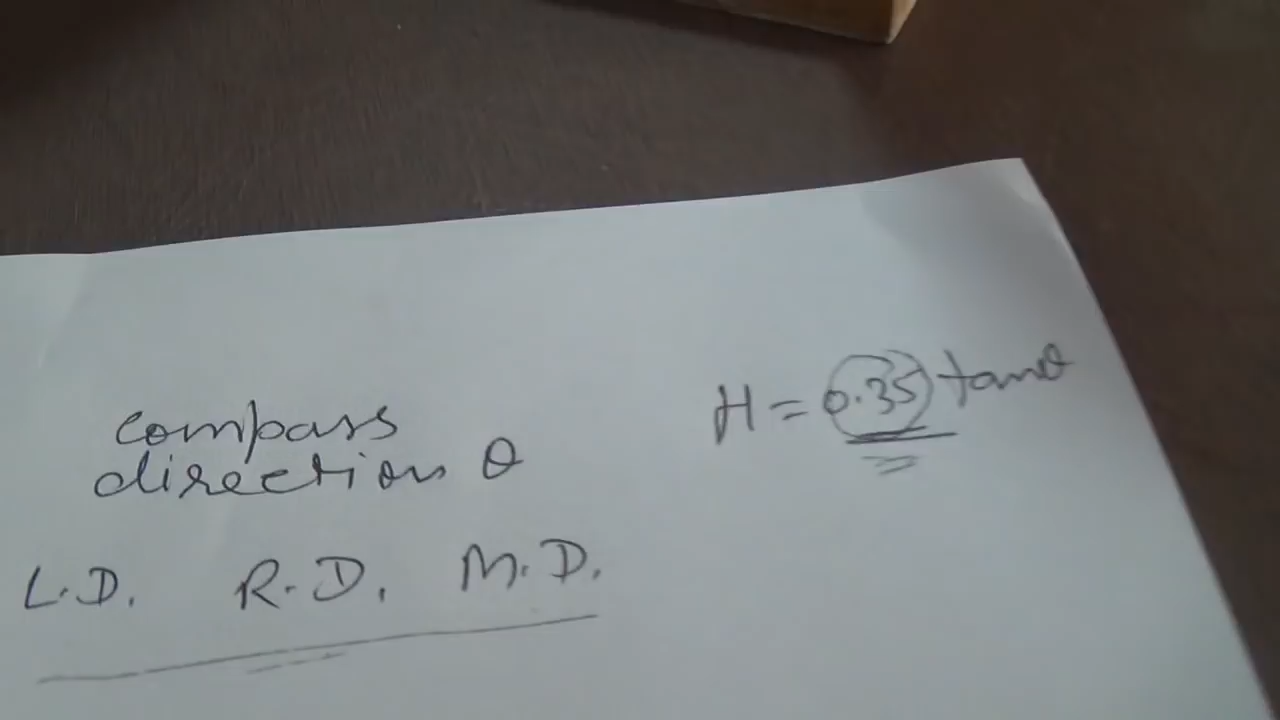 compass
direction θ
L.D. R.D. M.D.
H = 0.35 tanθ